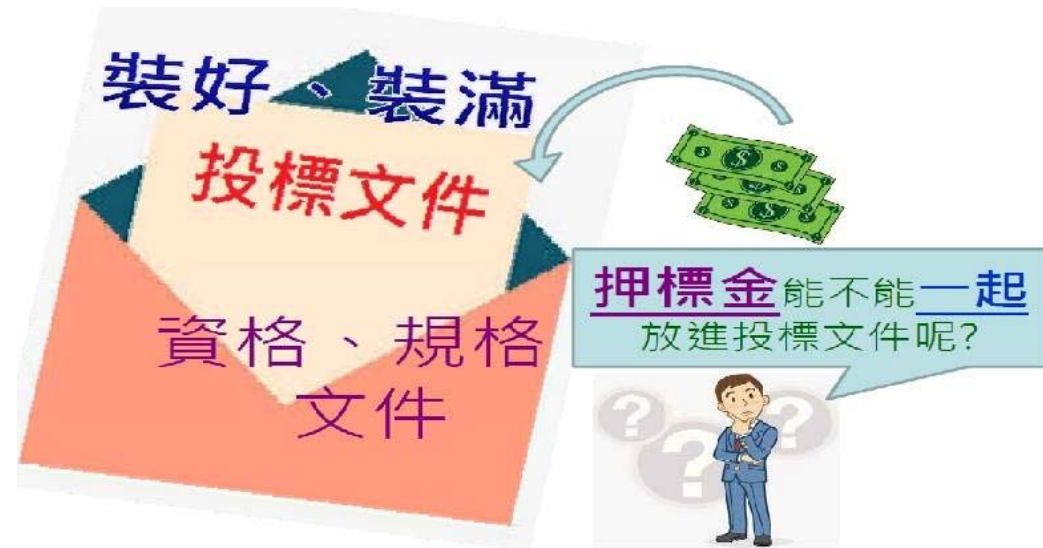 裝好、裝滿
投標文件
資格、規格
文件
押標金能不能一起
放進投標文件呢?